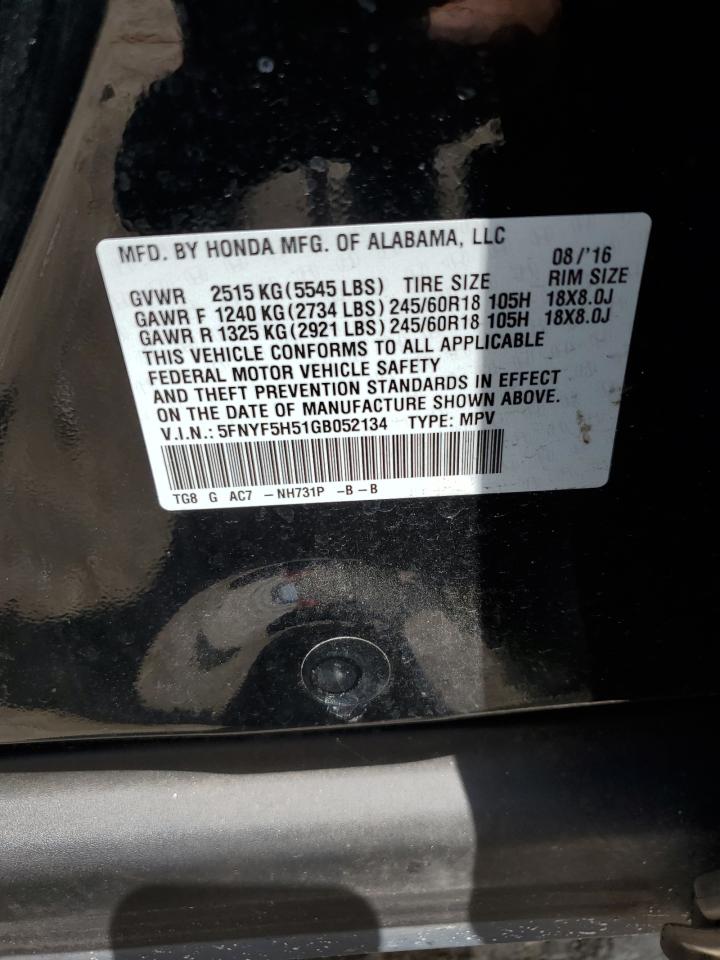 MFD. BY HONDA MFG. OF ALABAMA, LLC 08/'16
GVWR 2515 KG (5545 LBS) TIRE SIZE RIM SIZE
GAWR F 1240 KG (2734 LBS) 245/60R18 105H 18X8.0J
GAWR R 1325 KG (2921 LBS) 245/60R18 105H 18X8.0J
THIS VEHICLE CONFORMS TO ALL APPLICABLE
FEDERAL MOTOR VEHICLE SAFETY
AND THEFT PREVENTION STANDARDS IN EFFECT
ON THE DATE OF MANUFACTURE SHOWN ABOVE.
V.I.N.: 5FNYF5H51GB052134 TYPE: MPV
TG8 G AC7 -NH731P -B-B